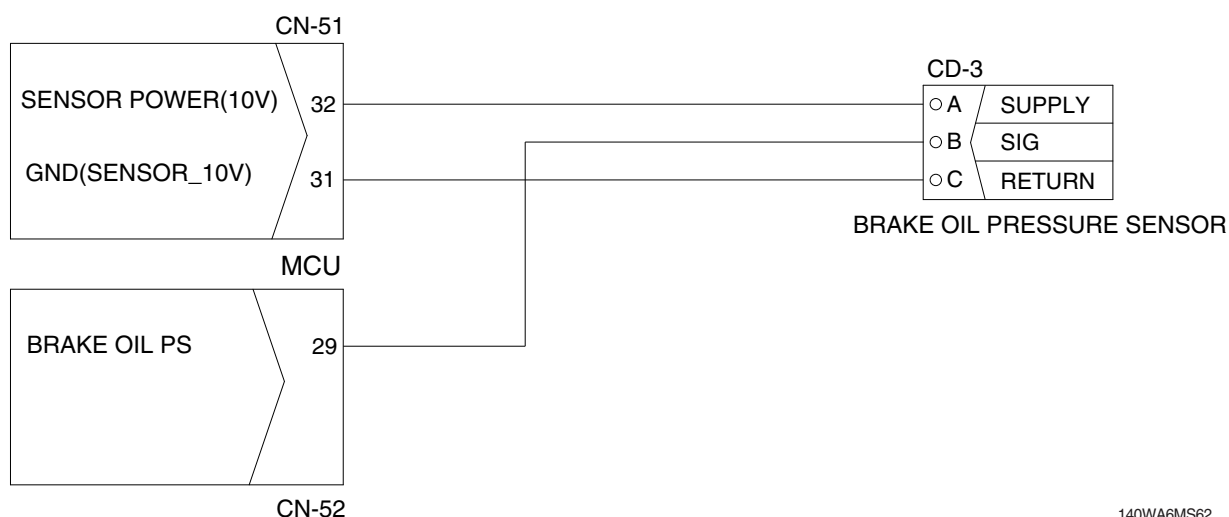 CN-51
SENSOR POWER(10V) 32
GND(SENSOR_10V) 31
MCU
BRAKE OIL PS 29
CN-52
CD-3
A SUPPLY
B SIG
C RETURN
BRAKE OIL PRESSURE SENSOR
140WA6MS62